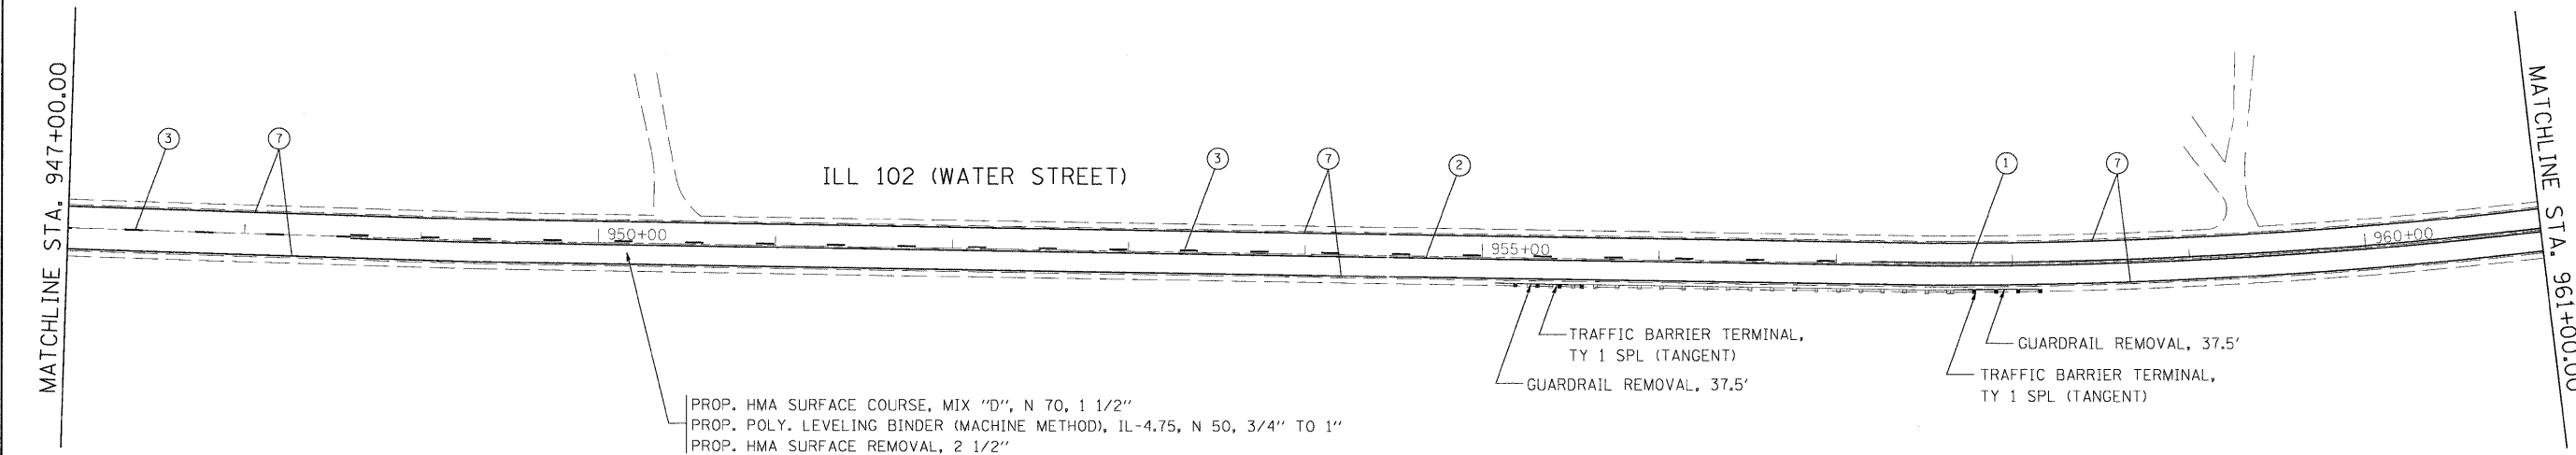 MATCHLINE STA. 947+00.00
3
7
ILL 102 (WATER STREET)
3
7
2
1
7
MATCHLINE STA. 961+00.00
950+00
955+00
960+00
TRAFFIC BARRIER TERMINAL,
TY 1 SPL (TANGENT)
GUARDRAIL REMOVAL, 37.5'
GUARDRAIL REMOVAL, 37.5'
TRAFFIC BARRIER TERMINAL,
TY 1 SPL (TANGENT)
PROP. HMA SURFACE COURSE, MIX "D", N 70, 1 1/2"
PROP. POLY. LEVELING BINDER (MACHINE METHOD), IL-4.75, N 50, 3/4" TO 1"
PROP. HMA SURFACE REMOVAL, 2 1/2"